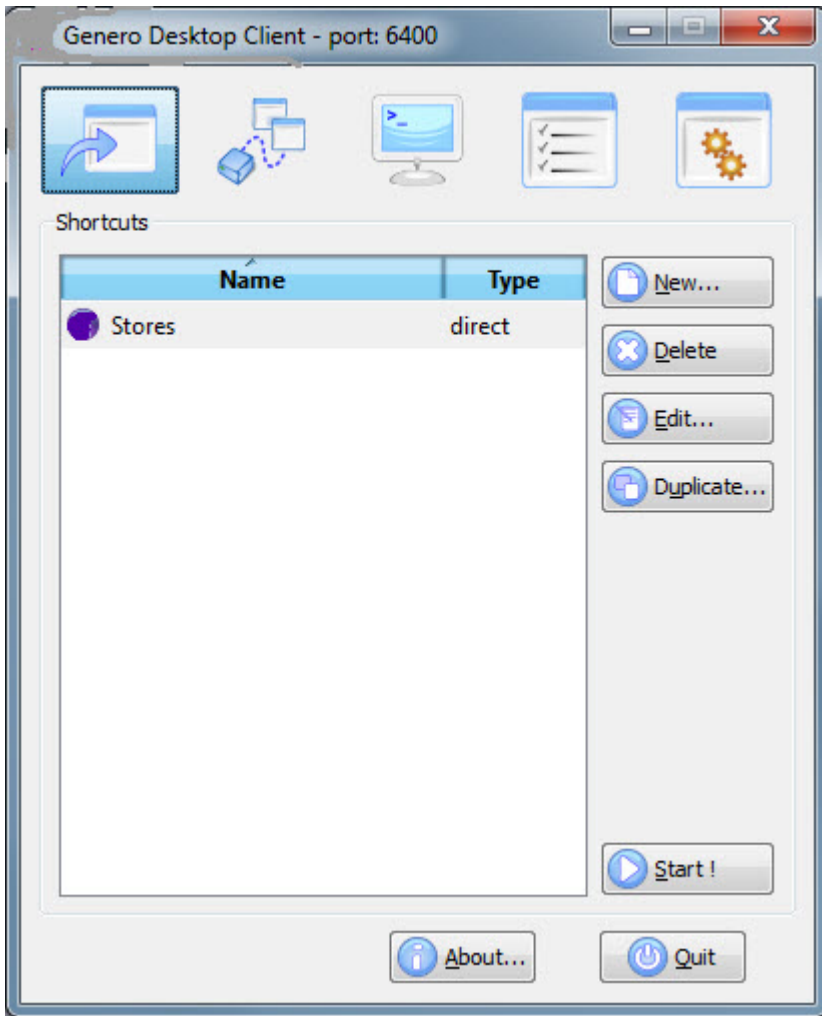 Genero Desktop Client - port: 6400
>_
Shortcuts
Name Type
Stores direct
New...
Delete
Edit...
Duplicate...
Start !
About... Quit